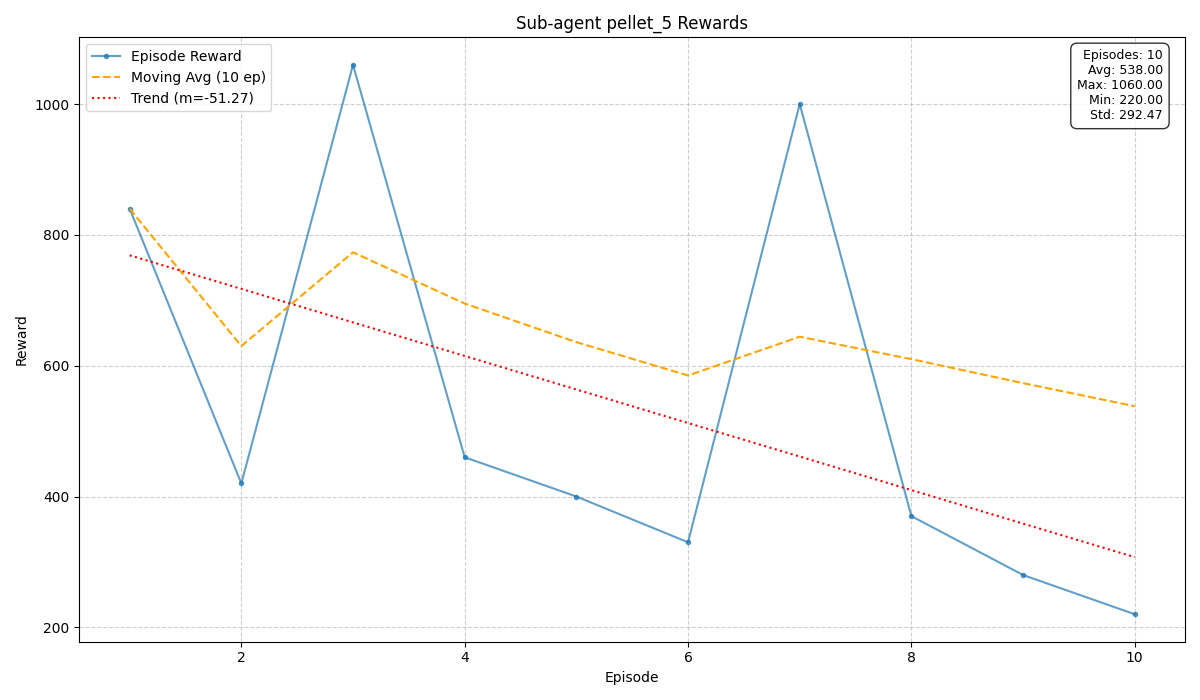 Sub-agent pellet_5 Rewards
Episode Reward
Moving Avg (10 ep)
Trend (m=-51.27)
Episodes: 10
Avg: 538.00
Max: 1060.00
Min: 220.00
Std: 292.47
Reward
1000
800
600
400
200
2 4 6 8 10
Episode